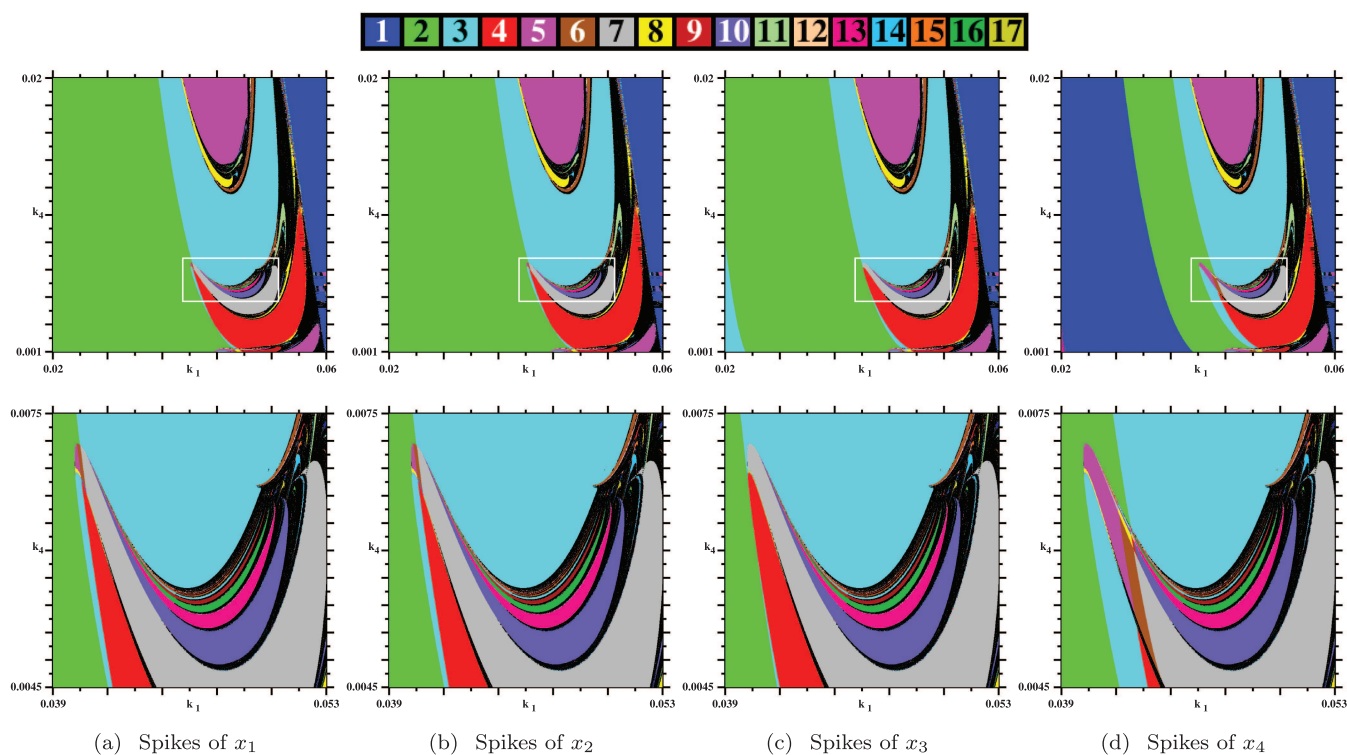 1 2 3 4 5 6 7 8 9 10 11 12 13 14 15 16 17
0.02 0.02 0.02 0.02
k4 k4 k4 k4
0.001 0.001 0.001 0.001
0.02 k1 0.06 0.02 k1 0.06 0.02 k1 0.06 0.02 k1 0.06
0.0075 0.0075 0.0075 0.0075
k4 k4 k4 k4
0.0045 0.0045 0.0045 0.0045
0.039 k1 0.053 0.039 k1 0.053 0.039 k1 0.053 0.039 k1 0.053
(a) Spikes of x1 (b) Spikes of x2 (c) Spikes of x3 (d) Spikes of x4